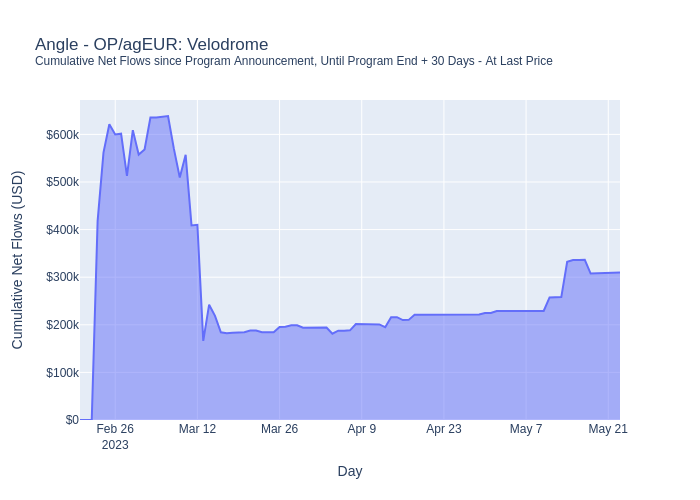 Angle - OP/agEUR: Velodrome
Cumulative Net Flows since Program Announcement, Until Program End + 30 Days - At Last Price
Cumulative Net Flows (USD)
$600k
$500k
$400k
$300k
$200k
$100k
$0
Feb 26
2023
Mar 12
Mar 26
Apr 9
Apr 23
May 7
May 21
Day